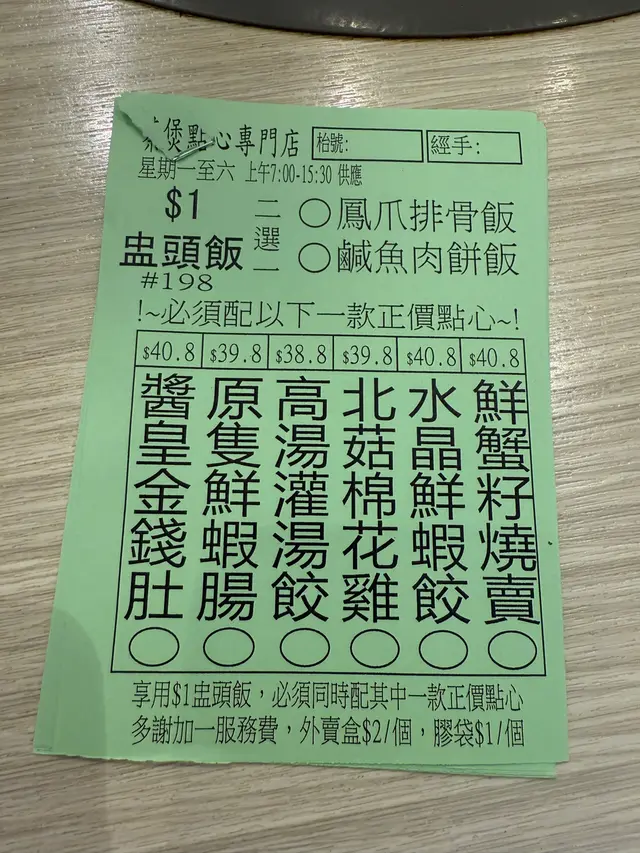 煲點心專門店
枱號:
經手:
星期一至六 上午7:00-15:30 供應
$1
盅頭飯
#198
二選一
○鳳爪排骨飯
○鹹魚肉餅飯
!~必須配以下一款正價點心~!
$40.8 $39.8 $38.8 $39.8 $40.8 $40.8
醬皇金錢肚
原隻鮮蝦腸
高湯灌湯餃
北菇棉花雞
水晶鮮蝦餃
鮮蟹籽燒賣
享用$1盅頭飯，必須同時配其中一款正價點心
多謝加一服務費，外賣盒$2/個，膠袋$1/個